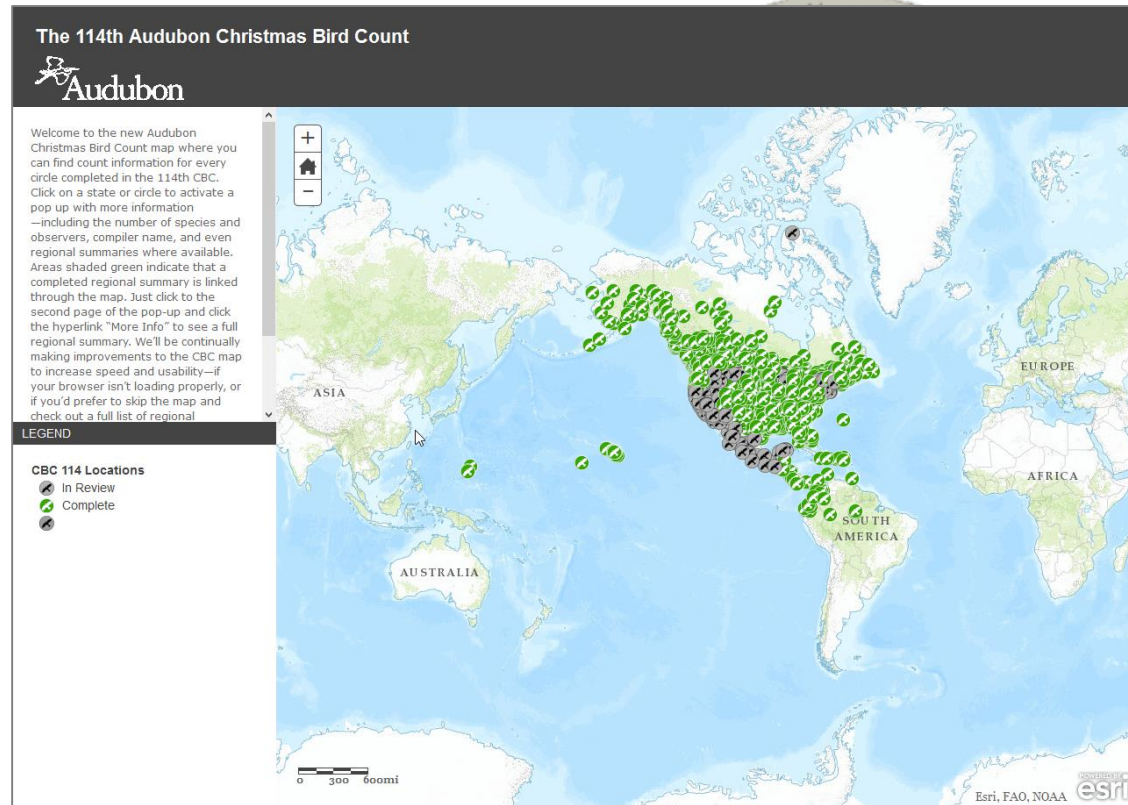 The 114th Audubon Christmas Bird Count
Audubon
Welcome to the new Audubon
Christmas Bird Count map where you
can find count information for every
circle completed in the 114th CBC.
Click on a state or circle to activate a
pop up with more information
—including the number of species and
observers, compiler name, and even
regional summaries where available.
Areas shaded green indicate that a
completed regional summary is linked
through the map. Just click to the
second page of the pop-up and click
the hyperlink “More Info” to see a full
regional summary. We'll be continually
making improvements to the CBC map
to increase speed and usability—if
your browser isn't loading properly, or
if you'd prefer to skip the map and
check out a full list of regional
LEGEND
CBC 114 Locations
In Review
Complete
+
−
ASIA
EUROPE
AFRICA
SOUTH
AMERICA
AUSTRALIA
0 300 600mi
Esri, FAO, NOAA
POWERED BY
esri